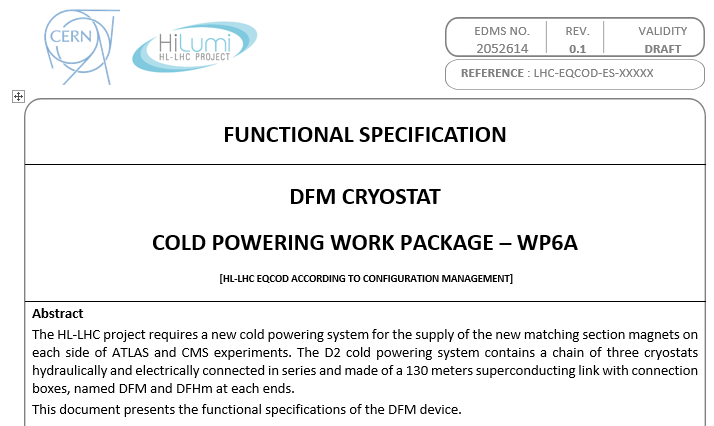 CERN
HiLumi
HL-LHC PROJECT
EDMS NO. REV. VALIDITY
2052614 0.1 DRAFT
REFERENCE : LHC-EQCOD-ES-XXXXX
FUNCTIONAL SPECIFICATION
DFM CRYOSTAT
COLD POWERING WORK PACKAGE – WP6A
[HL-LHC EQCOD ACCORDING TO CONFIGURATION MANAGEMENT]
Abstract
The HL-LHC project requires a new cold powering system for the supply of the new matching section magnets on
each side of ATLAS and CMS experiments. The D2 cold powering system contains a chain of three cryostats
hydraulically and electrically connected in series and made of a 130 meters superconducting link with connection
boxes, named DFM and DFHm at each ends.
This document presents the functional specifications of the DFM device.